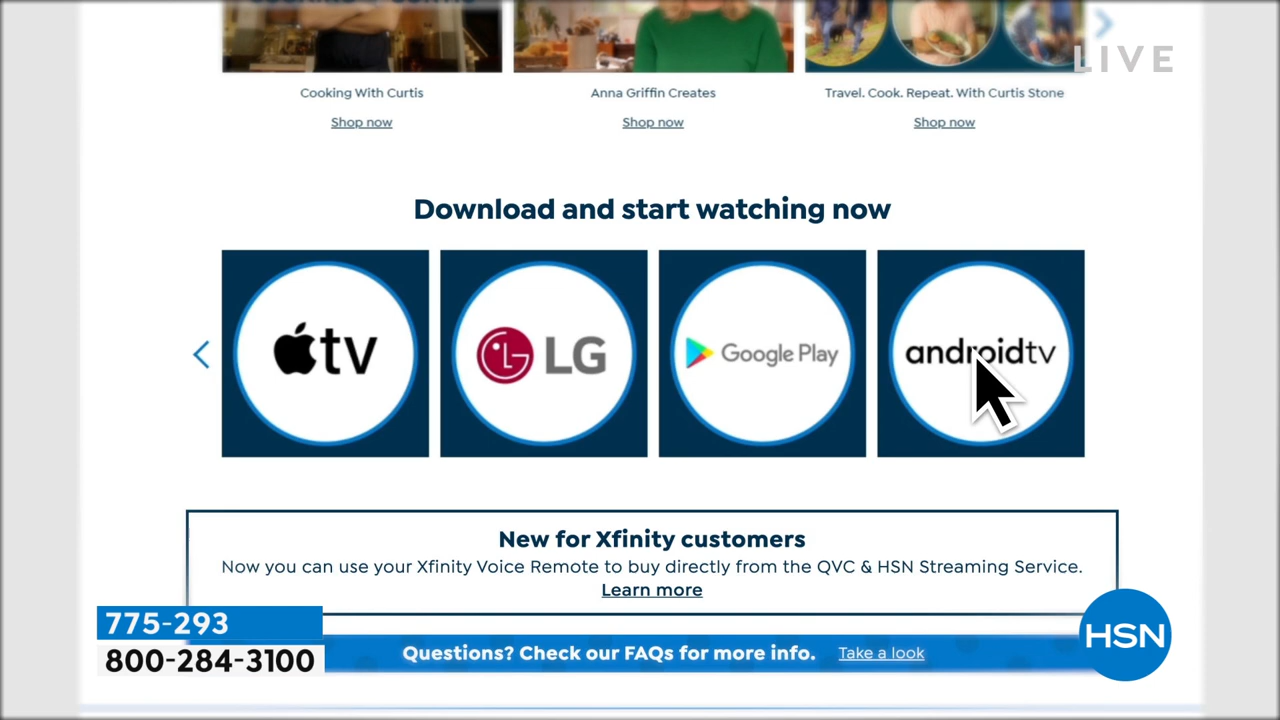 LIVE
Cooking With Curtis
Anna Griffin Creates
Travel. Cook. Repeat. With Curtis Stone
Shop now
Shop now
Shop now
Download and start watching now
tv
LG
Google Play
androidtv
New for Xfinity customers
Now you can use your Xfinity Voice Remote to buy directly from the QVC & HSN Streaming Service.
Learn more
775-293
800-284-3100
Questions? Check our FAQs for more info.
Take a look
HSN